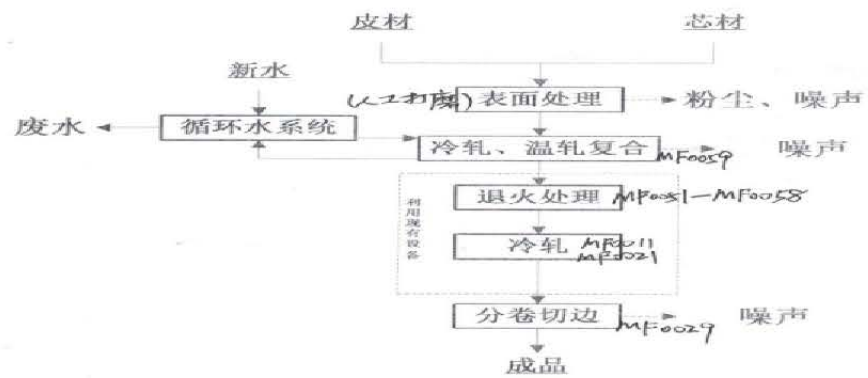 皮材 芯材
新水
(人工打磨) 表面处理 粉尘、噪声
废水 循环水系统
冷轧、温轧复合 MF0059 噪声
利用现有设备
退火处理 MF0051—MF0058
冷轧 MF0011
MF0021
分卷切边 MF0029 噪声
成品